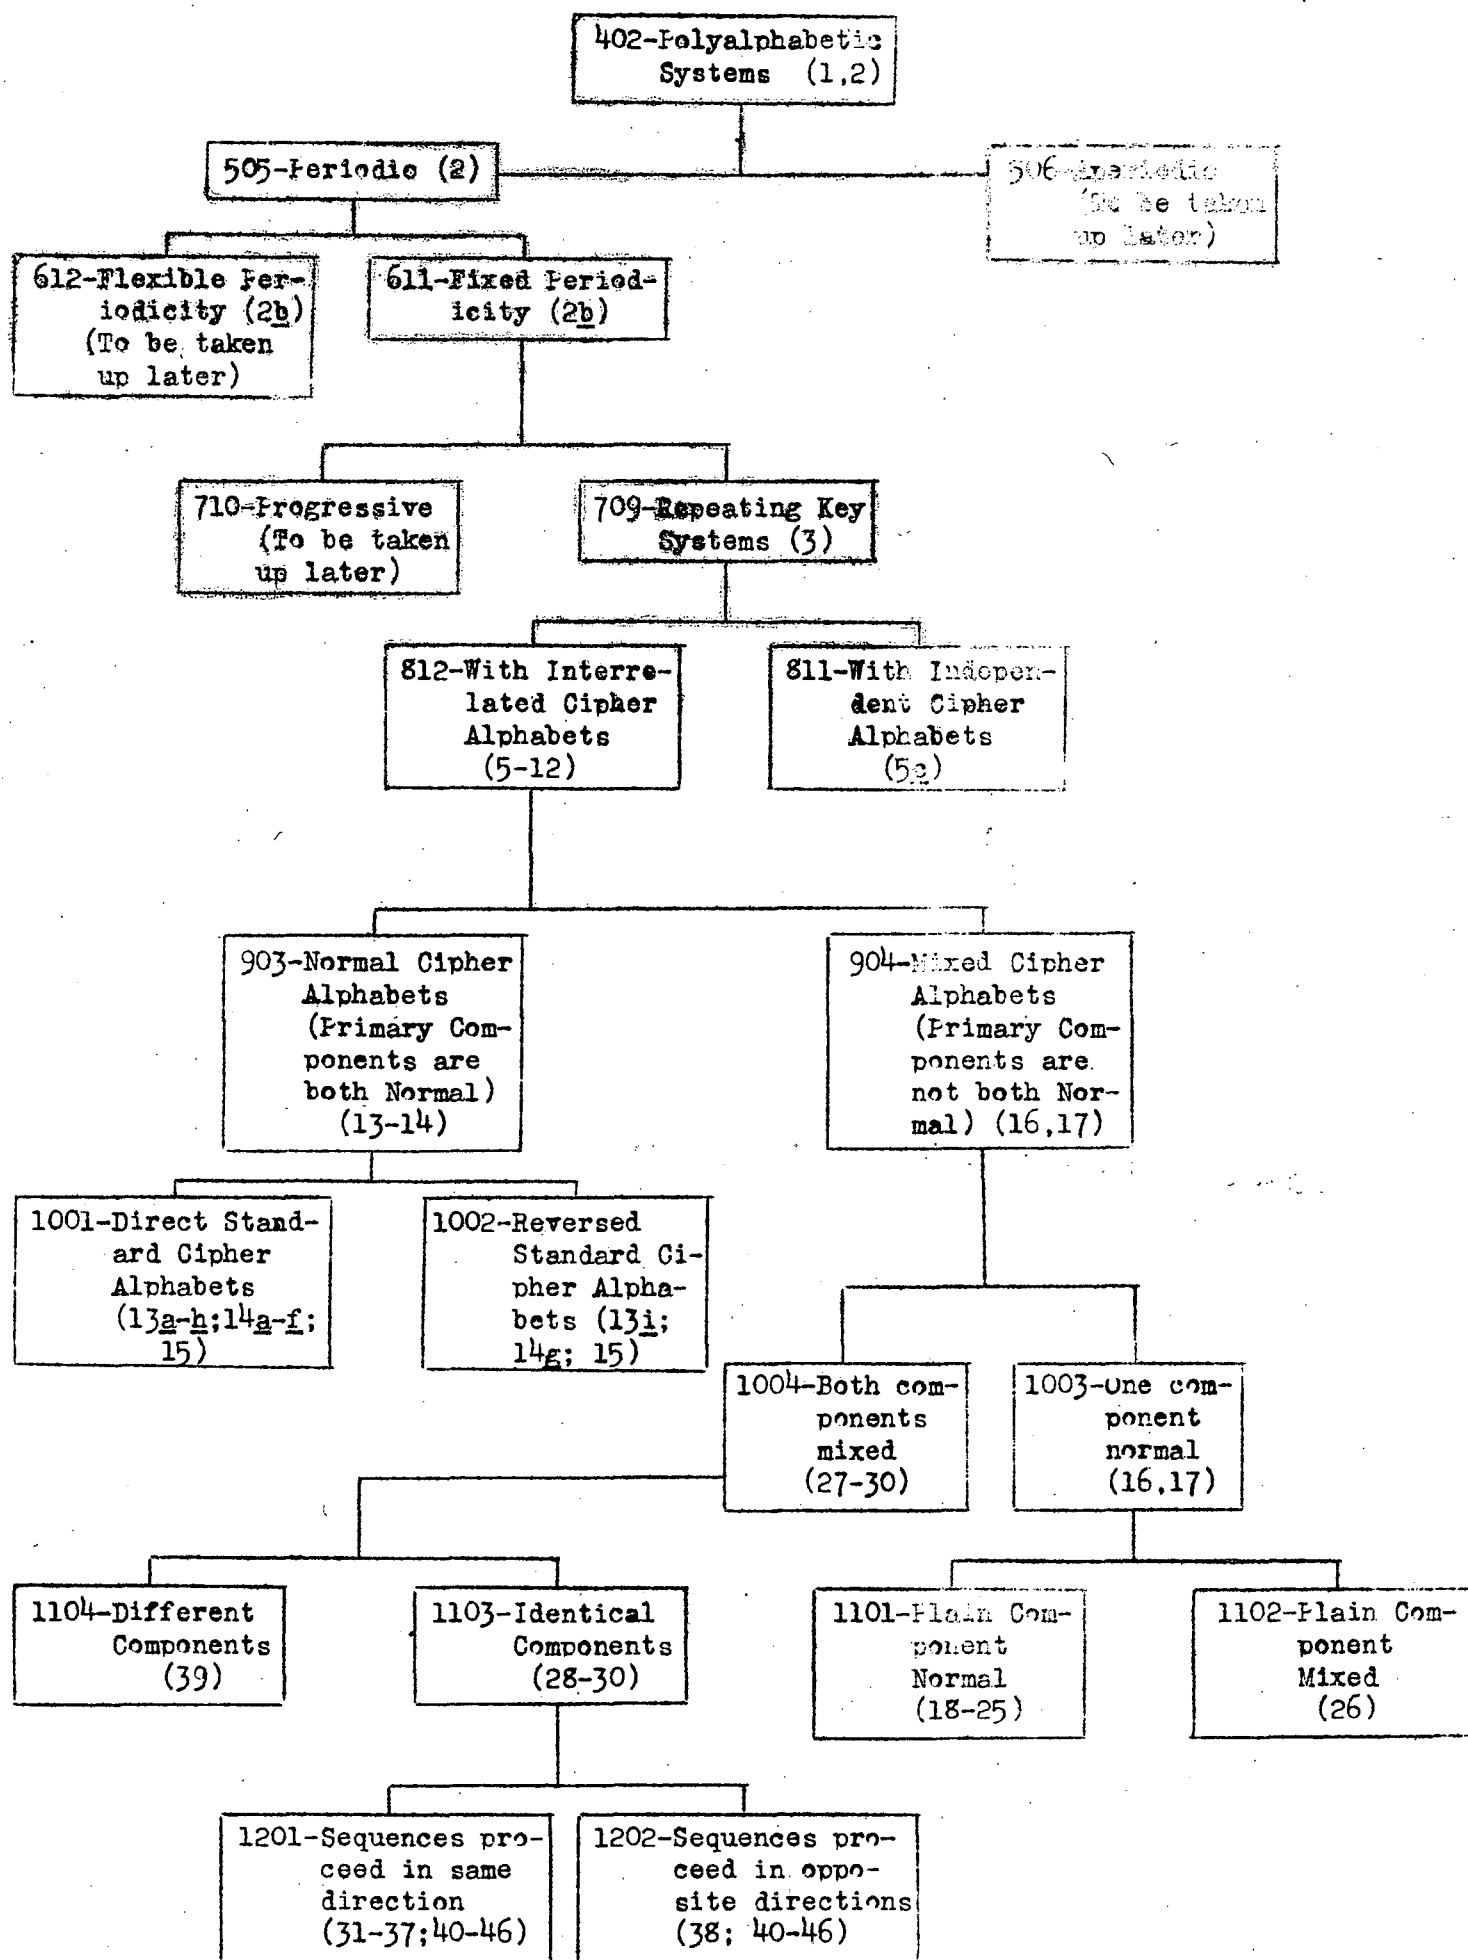 402-Polyalphabetic
Systems (1,2)
505-Periodic (2)
506-Aperiodic
(To be taken
up later)
612-Flexible Per-
iodicity (2b)
(To be taken
up later)
611-Fixed Period-
icity (2b)
710-Progressive
(To be taken
up later)
709-Repeating Key
Systems (3)
812-With Interre-
lated Cipher
Alphabets
(5-12)
811-With Indepen-
dent Cipher
Alphabets
(5c)
903-Normal Cipher
Alphabets
(Primary Com-
ponents are
both Normal)
(13-14)
904-Mixed Cipher
Alphabets
(Primary Com-
ponents are
not both Nor-
mal) (16,17)
1001-Direct Stand-
ard Cipher
Alphabets
(13a-h;14a-f;
15)
1002-Reversed
Standard Ci-
pher Alpha-
bets (13i;
14g; 15)
1004-Both com-
ponents
mixed
(27-30)
1003-One com-
ponent
normal
(16,17)
1104-Different
Components
(39)
1103-Identical
Components
(28-30)
1101-Plain Com-
ponent
Normal
(18-25)
1102-Plain Com-
ponent
Mixed
(26)
1201-Sequences pro-
ceed in same
direction
(31-37;40-46)
1202-Sequences pro-
ceed in oppo-
site directions
(38; 40-46)